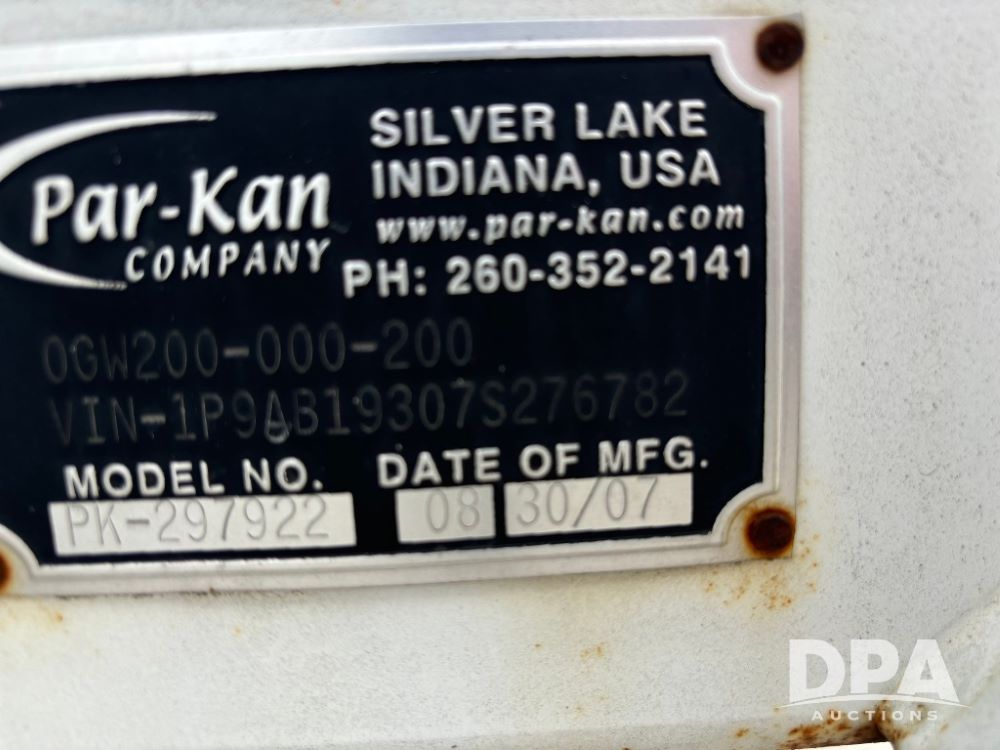 Par-Kan
COMPANY
SILVER LAKE
INDIANA, USA
www.par-kan.com
PH: 260-352-2141
0GW200-000-200
VIN-1P9AB19307S276782
MODEL NO.
DATE OF MFG.
PK-297922
08 30/07
DPA
AUCTIONS